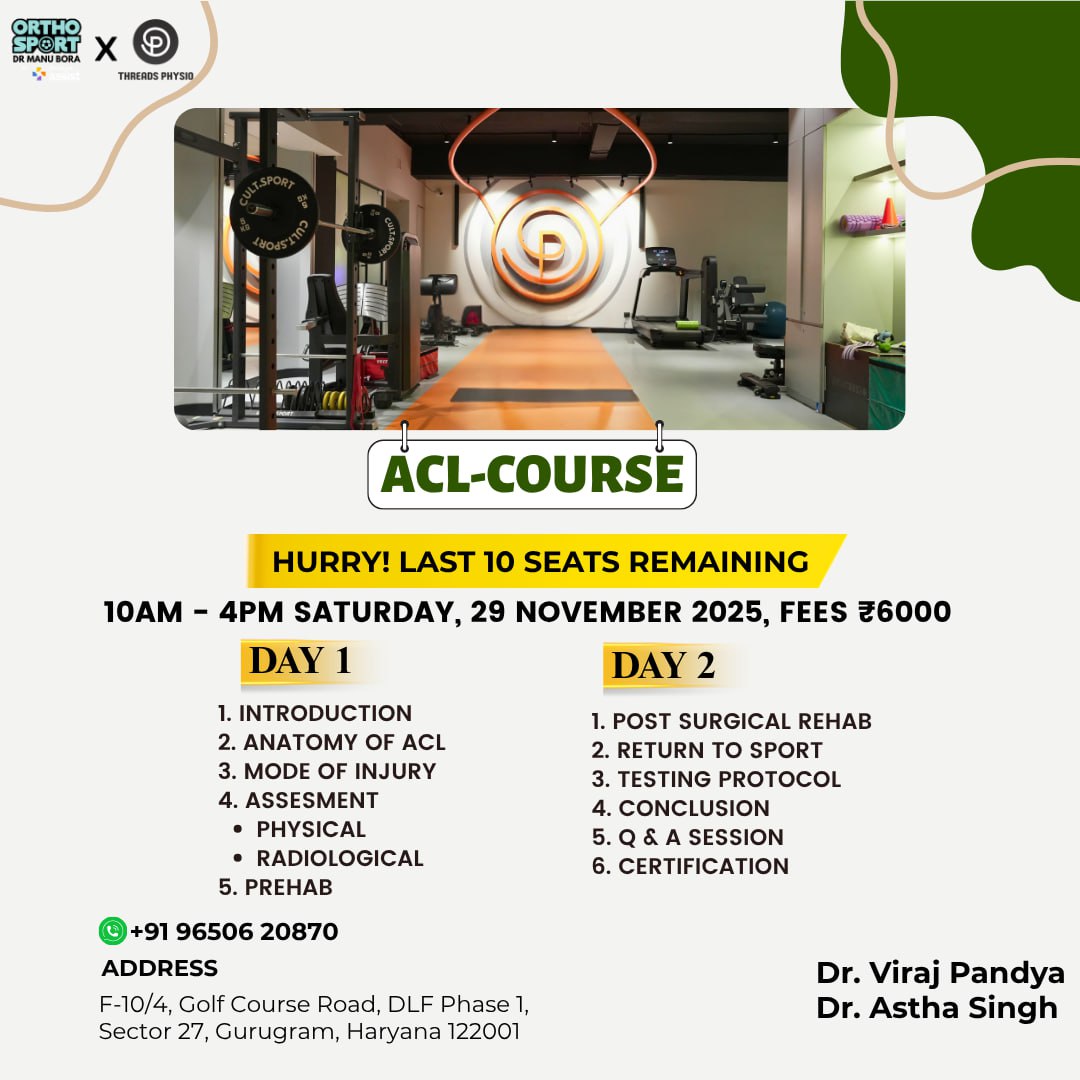 ORTHO
SPORT
DR MANU BORA
X
THREADS PHYSIO
CULT.SPORT
CULT.SPORT
CULT.SPORT
P
ACL-COURSE
HURRY! LAST 10 SEATS REMAINING
10AM - 4PM SATURDAY, 29 NOVEMBER 2025, FEES ₹6000
DAY 1
1. INTRODUCTION
2. ANATOMY OF ACL
3. MODE OF INJURY
4. ASSESMENT
• PHYSICAL
• RADIOLOGICAL
5. PREHAB
DAY 2
1. POST SURGICAL REHAB
2. RETURN TO SPORT
3. TESTING PROTOCOL
4. CONCLUSION
5. Q & A SESSION
6. CERTIFICATION
+91 96506 20870
ADDRESS
F-10/4, Golf Course Road, DLF Phase 1,
Sector 27, Gurugram, Haryana 122001
Dr. Viraj Pandya
Dr. Astha Singh